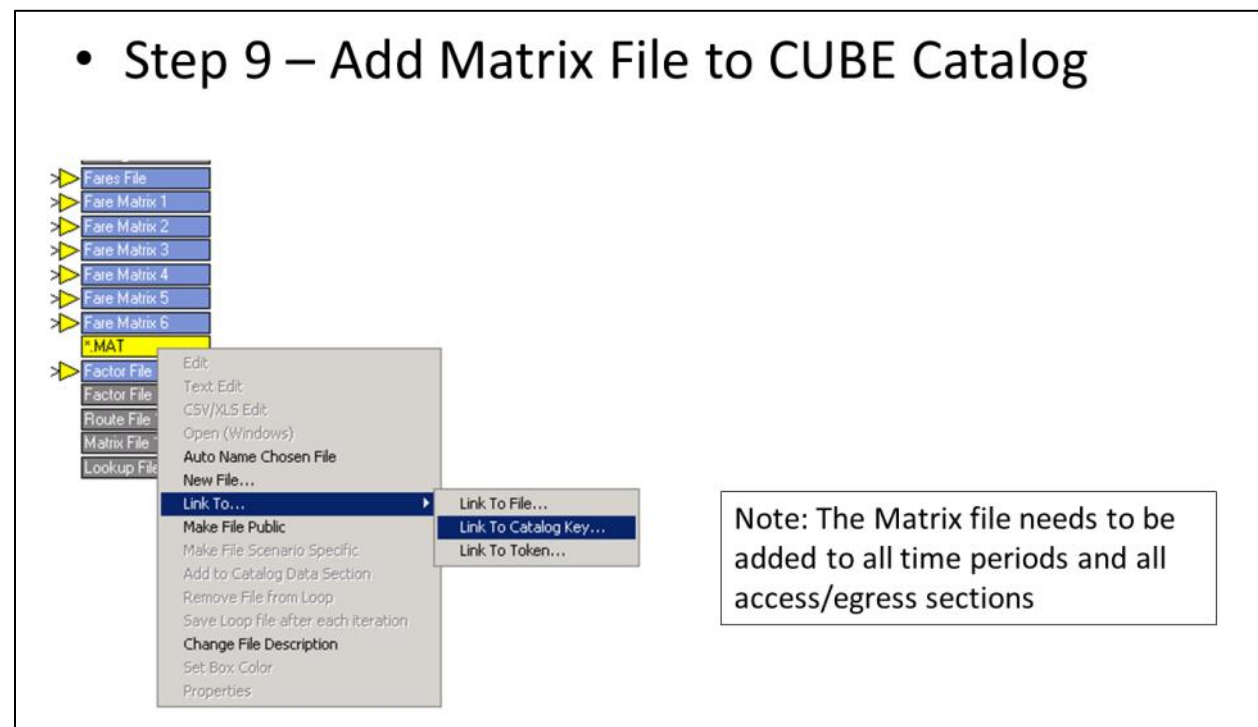 • Step 9 – Add Matrix File to CUBE Catalog
Fares File
Fare Matrix 1
Fare Matrix 2
Fare Matrix 3
Fare Matrix 4
Fare Matrix 5
Fare Matrix 6
*.MAT
Factor File
Factor File
Route File
Matrix File
Lookup File
Edit
Text Edit
CSV/XLS Edit
Open (Windows)
Auto Name Chosen File
New File...
Link To...
Make File Public
Make File Scenario Specific
Add to Catalog Data Section
Remove File from Loop
Save Loop file after each iteration
Change File Description
Set Box Color
Properties
Link To File...
Link To Catalog Key...
Link To Token...
Note: The Matrix file needs to be
added to all time periods and all
access/egress sections